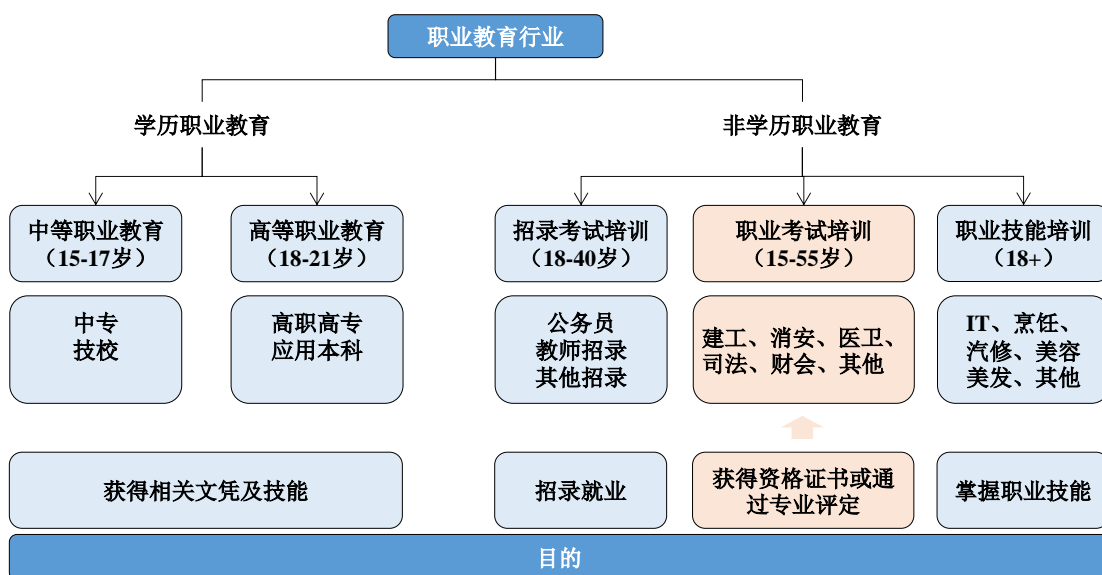 职业教育行业
学历职业教育
非学历职业教育
中等职业教育
（15-17岁）
高等职业教育
（18-21岁）
招录考试培训
（18-40岁）
职业考试培训
（15-55岁）
职业技能培训
（18+）
中专
技校
高职高专
应用本科
公务员
教师招录
其他招录
建工、消安、医卫、
司法、财会、其他
IT、烹饪、
汽修、美容
美发、其他
获得相关文凭及技能
招录就业
获得资格证书或通
过专业评定
掌握职业技能
目的